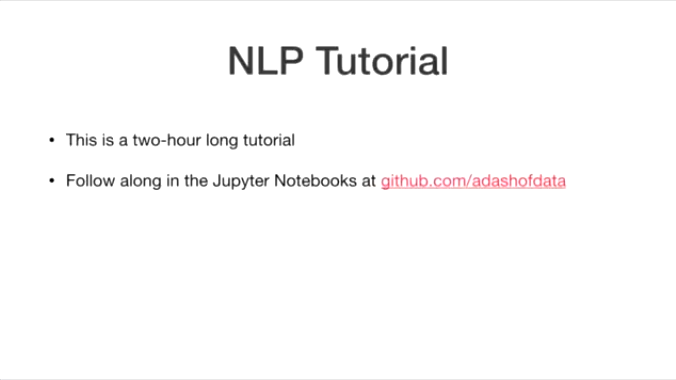 NLP Tutorial
• This is a two-hour long tutorial
• Follow along in the Jupyter Notebooks at github.com/adashofdata